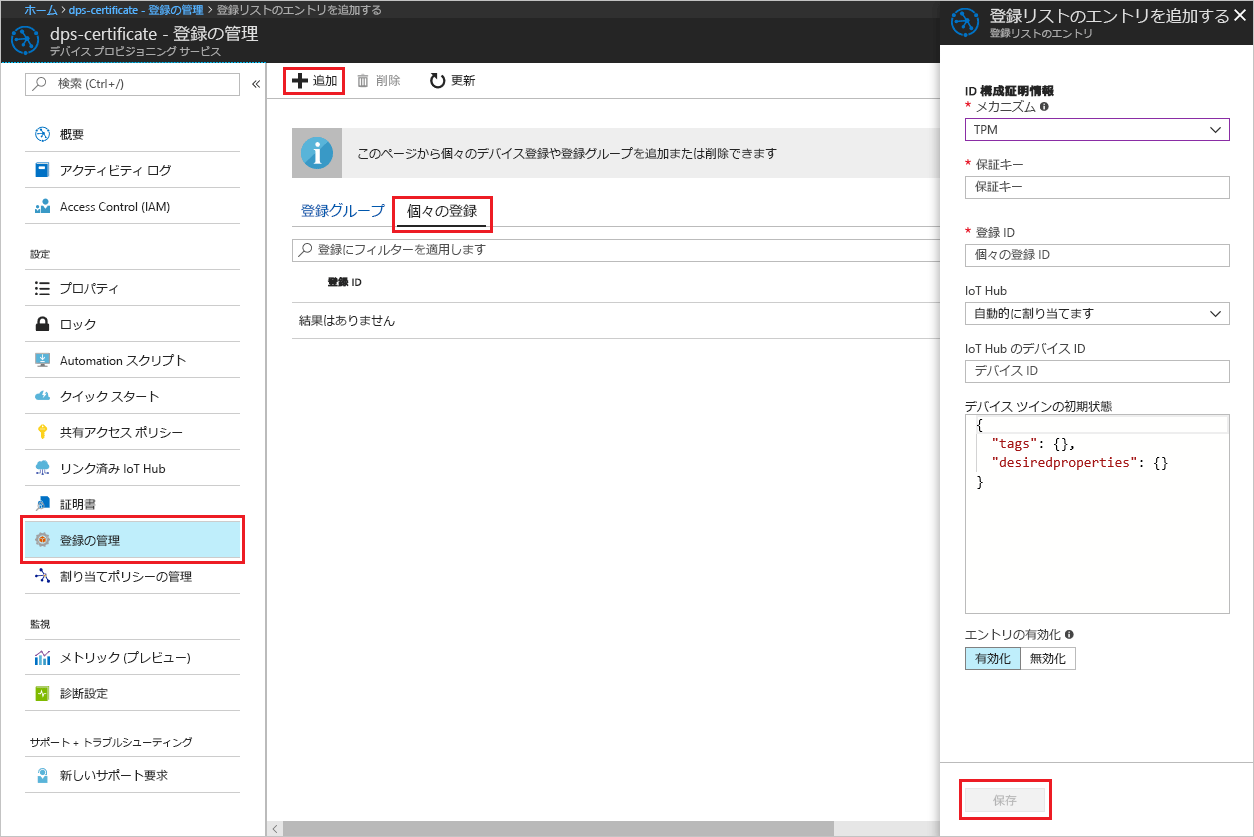 ホーム > dps-certificate - 登録の管理 > 登録リストのエントリを追加する
dps-certificate - 登録の管理
デバイス プロビジョニング サービス
検索 (Ctrl+/)
«
概要
アクティビティ ログ
Access Control (IAM)
設定
プロパティ
ロック
Automation スクリプト
クイック スタート
共有アクセス ポリシー
リンク済み IoT Hub
証明書
登録の管理
割り当てポリシーの管理
監視
メトリック (プレビュー)
診断設定
サポート + トラブルシューティング
新しいサポート要求
追加 削除 更新
このページから個々のデバイス登録や登録グループを追加または削除できます
登録グループ 個々の登録
登録にフィルターを適用します
登録 ID
結果はありません
登録リストのエントリを追加する
登録リストのエントリ
ID 構成証明情報
* メカニズム
TPM
* 保証キー
保証キー
* 登録 ID
個々の登録 ID
IoT Hub
自動的に割り当てます
IoT Hub のデバイス ID
デバイス ID
デバイス ツインの初期状態
{
"tags": {},
"desiredproperties": {}
}
エントリの有効化
有効化 無効化
保存